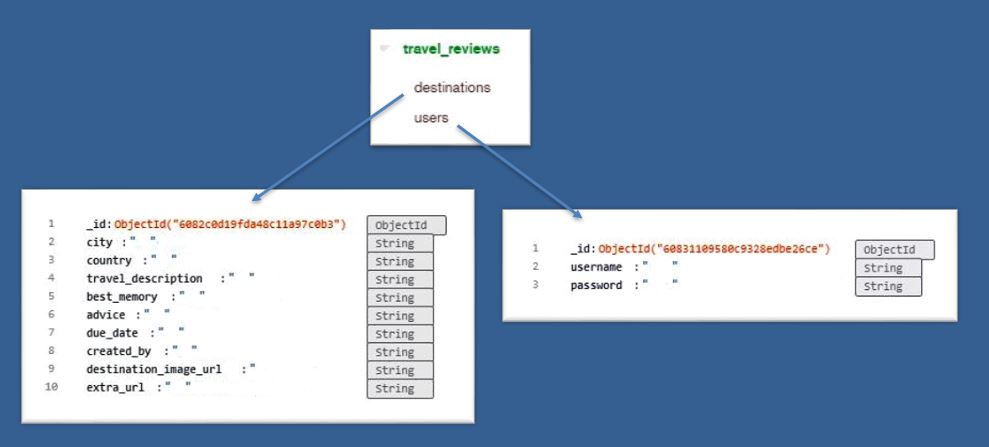 travel_reviews
destinations
users
1 _id: ObjectId("6082c0d19fda48c11a97c0b3") ObjectId
2 city : " " String
3 country : " " String
4 travel_description : " " String
5 best_memory : " " String
6 advice : " " String
7 due_date : " " String
8 created_by : " " String
9 destination_image_url : " String
10 extra_url : " " String
1 _id: ObjectId("60831109580c9328edbe26ce") ObjectId
2 username : " " String
3 password : " " String